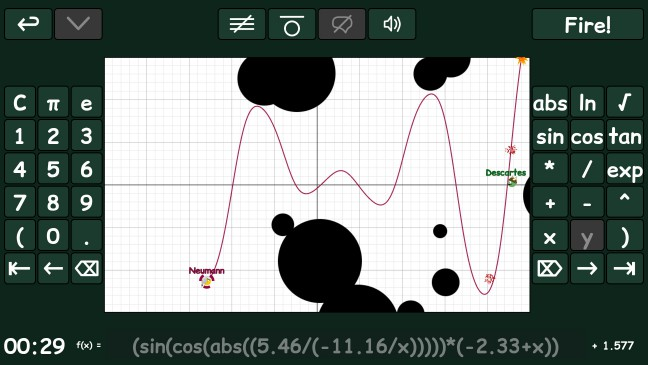 Fire!
C π e
1 2 3
4 5 6
7 8 9
( 0 .
abs ln √
sin cos tan
* / exp
+ - ^
x y )
Neumann
Descartes
00:29 f(x) = (sin(cos(abs((5.46/(-11.16/x)))))*(-2.33+x)) + 1.577